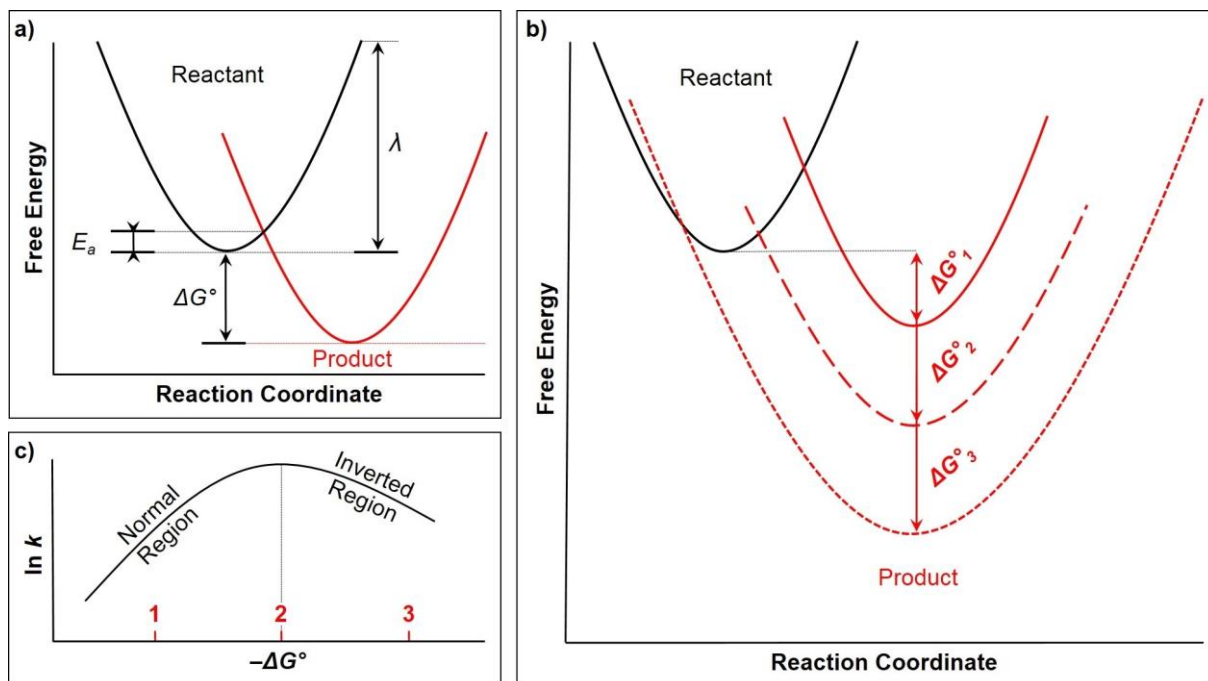 a)
Reactant
λ
Eₐ
ΔG°
Product
Free Energy
Reaction Coordinate
b)
Reactant
ΔG°₁
ΔG°₂
ΔG°₃
Product
Free Energy
Reaction Coordinate
c)
Normal
Region
Inverted
Region
ln k
1 2 3
–ΔG°